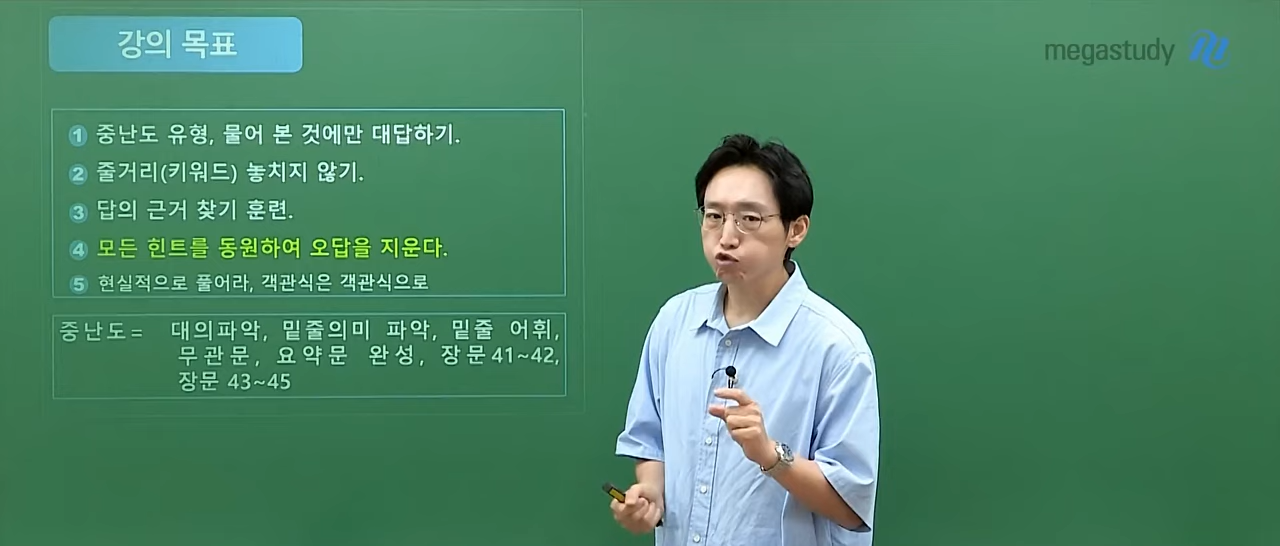 강의 목표
megastudy
1 중난도 유형, 물어 본 것에만 대답하기.
2 줄거리(키워드) 놓치지 않기.
3 답의 근거 찾기 훈련.
4 모든 힌트를 동원하여 오답을 지운다.
5 현실적으로 풀어라, 객관식은 객관식으로
중난도= 대의파악, 밑줄의미 파악, 밑줄 어휘,
무관문, 요약문 완성, 장문41~42,
장문 43~45